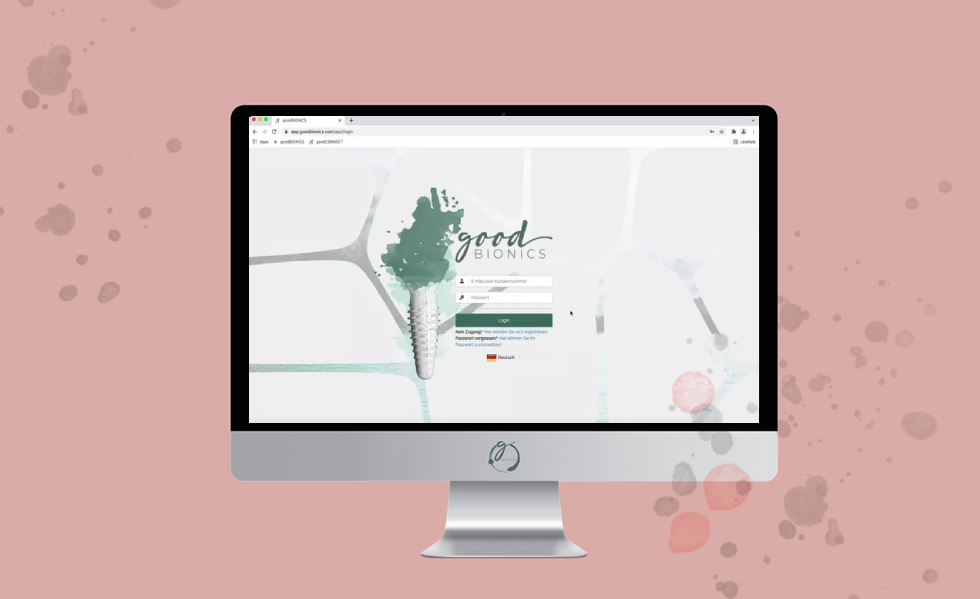 goodBIONICS
app.goodbionics.com/app/login
Apps goodBIONICS goodCONNECT Leseliste
good
BIONICS
E-Mail oder Kundennummer
Passwort
Login
Kein Zugang? Hier können Sie sich registrieren!
Passwort vergessen? Hier können Sie Ihr
Passwort zurücksetzen!
Deutsch
g